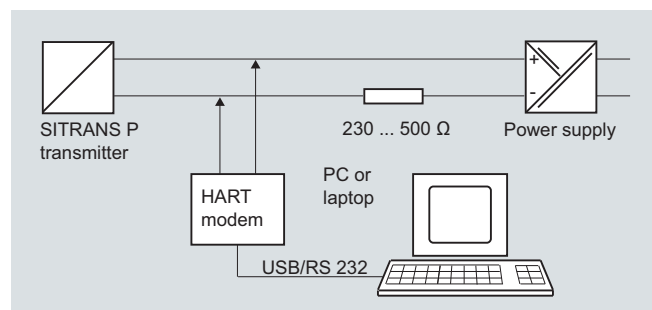 +
-
SITRANS P
transmitter
230 ... 500 Ω
Power supply
HART
modem
PC or
laptop
USB/RS 232